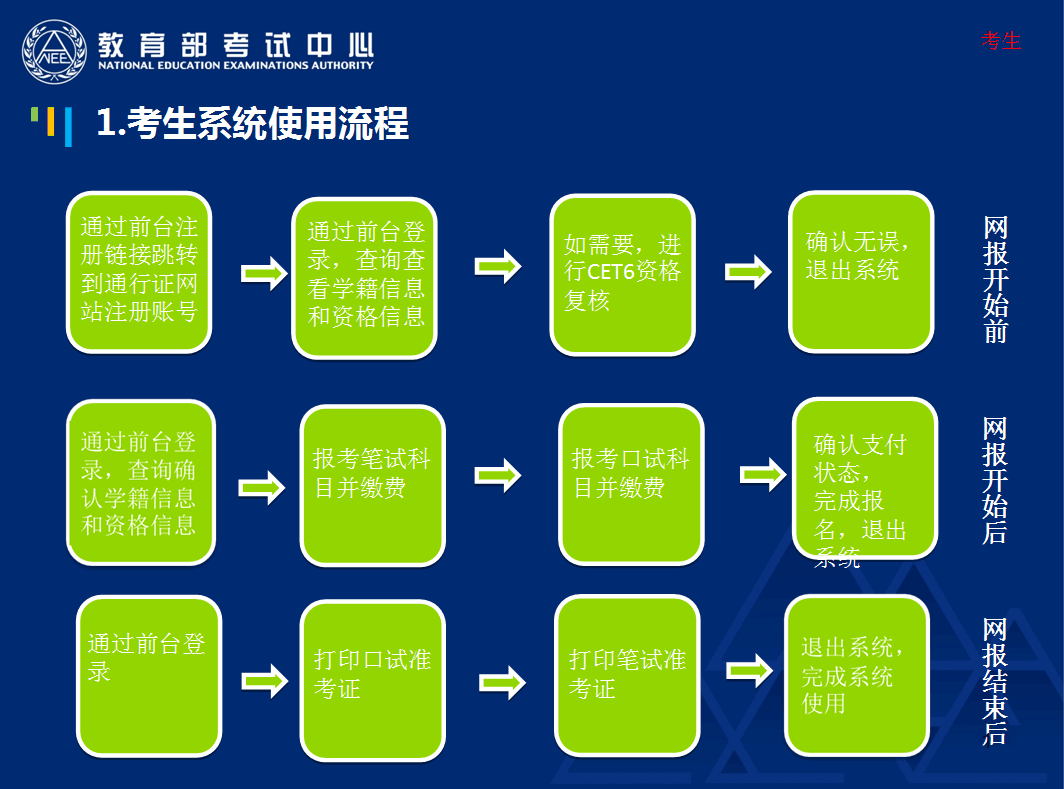 教育部考试中心
NATIONAL EDUCATION EXAMINATIONS AUTHORITY
NEEA
考生
1.考生系统使用流程
通过前台注
册链接跳转
到通行证网
站注册账号
通过前台登
录，查询查
看学籍信息
和资格信息
如需要，进
行CET6资格
复核
确认无误，
退出系统
网报开始前
通过前台登
录，查询确
认学籍信息
和资格信息
报考笔试科
目并缴费
报考口试科
目并缴费
确认支付
状态，
完成报
名，退出
系统
网报开始后
通过前台登
录
打印口试准
考证
打印笔试准
考证
退出系统，
完成系统
使用
网报结束后